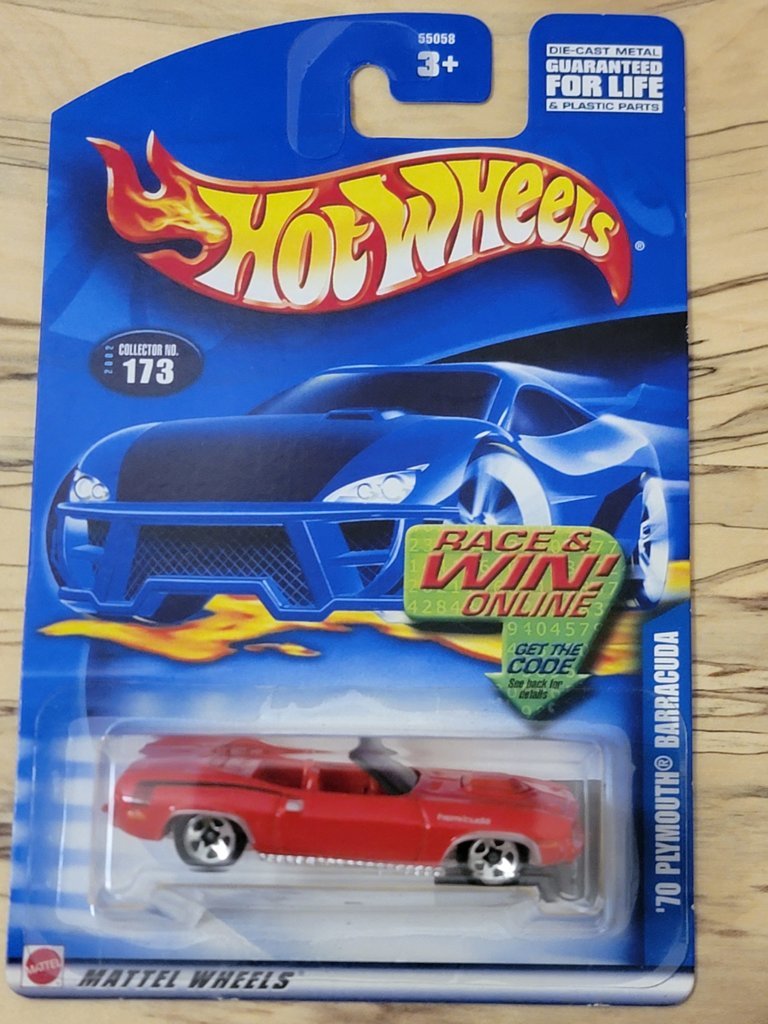 55058
3+
DIE-CAST METAL
GUARANTEED
FOR LIFE
& PLASTIC PARTS
HOT WHEELS
®
2002
COLLECTOR NO.
173
RACE &
WIN!
ONLINE
GET THE
CODE
See back for
details
'70 PLYMOUTH® BARRACUDA
hemicuda
MATTEL
MATTEL WHEELS